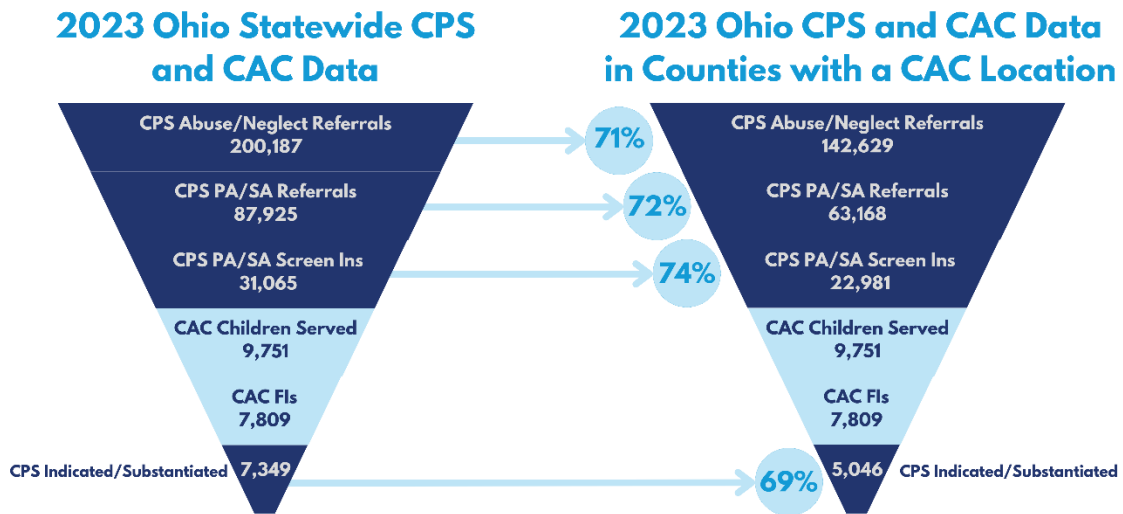 2023 Ohio Statewide CPS
and CAC Data
CPS Abuse/Neglect Referrals
200,187
CPS PA/SA Referrals
87,925
CPS PA/SA Screen Ins
31,065
CAC Children Served
9,751
CAC FIs
7,809
CPS Indicated/Substantiated
7,349
71%
72%
74%
69%
2023 Ohio CPS and CAC Data
in Counties with a CAC Location
CPS Abuse/Neglect Referrals
142,629
CPS PA/SA Referrals
63,168
CPS PA/SA Screen Ins
22,981
CAC Children Served
9,751
CAC FIs
7,809
5,046
CPS Indicated/Substantiated